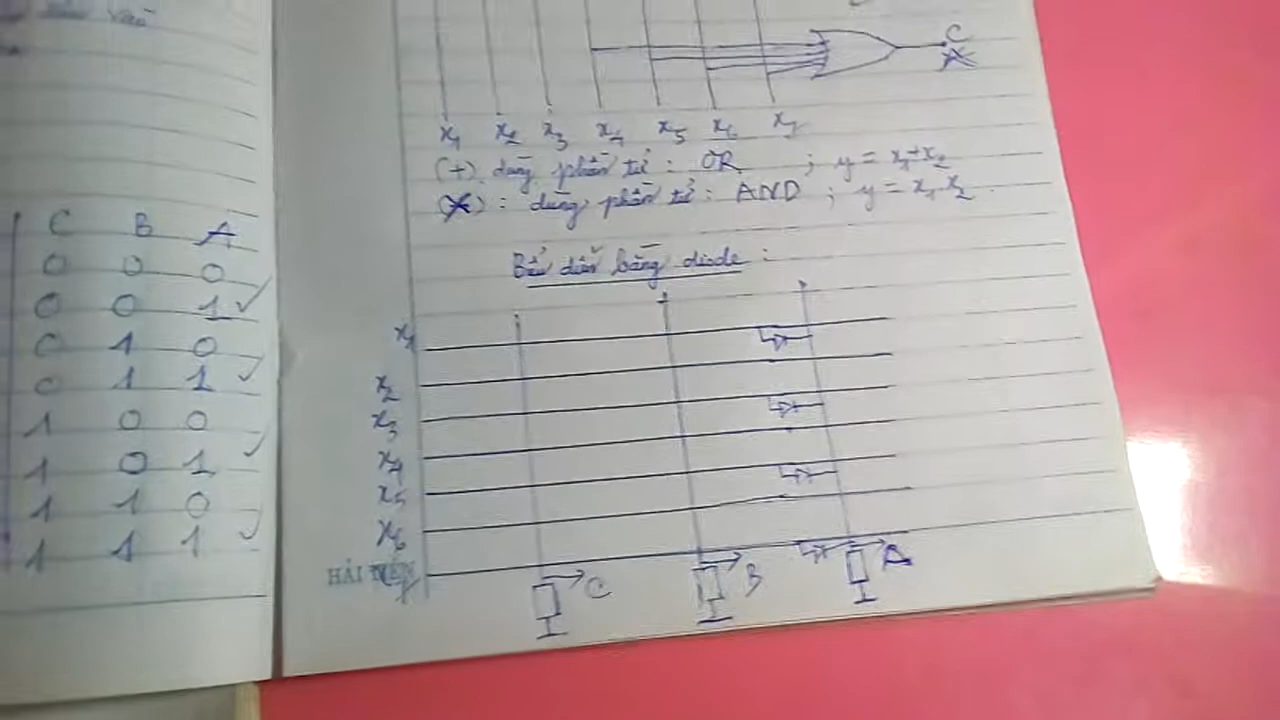 C B A
0 0 0
0 0 1 ✓
0 1 0
0 1 1 ✓
1 0 0
1 0 1 ✓
1 1 0
1 1 1 ✓
C
x1 x2 x3 x4 x5 x6 x7
(+) dùng phần tử : OR ; y = x1+x2
(x) : dùng phần tử : AND ; y = x1.x2
Biểu diễn bằng diode :
x1
x2
x3
x4
x5
x6
HẢI TIẾN
C B A